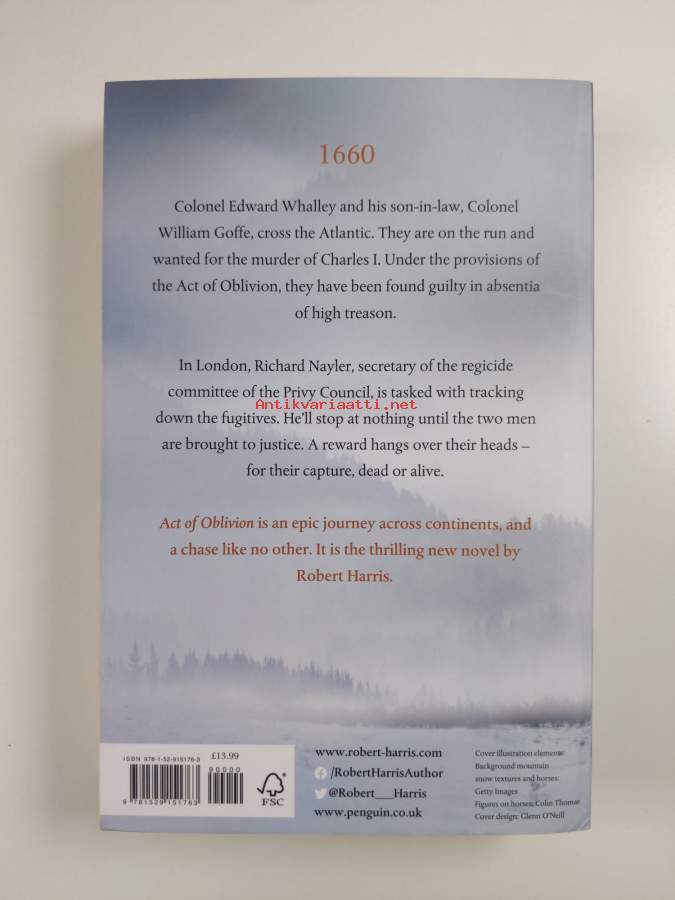 1660
Colonel Edward Whalley and his son-in-law, Colonel
William Goffe, cross the Atlantic. They are on the run and
wanted for the murder of Charles I. Under the provisions of
the Act of Oblivion, they have been found guilty in absentia
of high treason.
In London, Richard Nayler, secretary of the regicide
committee of the Privy Council, is tasked with tracking
Antikvariaatti.net
down the fugitives. He'll stop at nothing until the two men
are brought to justice. A reward hangs over their heads –
for their capture, dead or alive.
Act of Oblivion is an epic journey across continents, and
a chase like no other. It is the thrilling new novel by
Robert Harris.
ISBN 978-1-52-915176-3
£13.99
90000
9 781529 151763
FSC
www.robert-harris.com
/RobertHarrisAuthor
@Robert___Harris
www.penguin.co.uk
Cover illustration elements:
Background mountain
snow textures and horses:
Getty Images
Figures on horses: Colin Thomas
Cover design: Glenn O'Neill